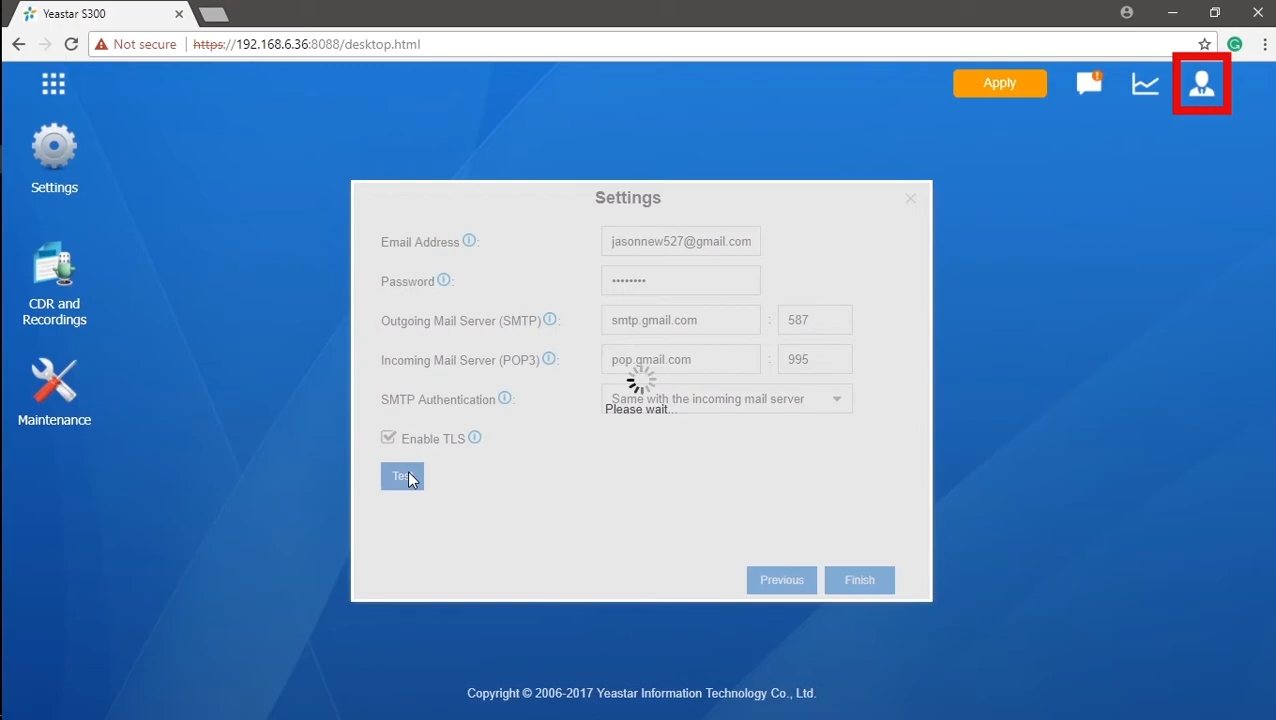 Yeastar S300
Not secure | https://192.168.6.36:8088/desktop.html
Apply
Settings
CDR and
Recordings
Maintenance
Settings
Email Address :
jasonnew527@gmail.com
Password :
••••••••
Outgoing Mail Server (SMTP) :
smtp.gmail.com : 587
Incoming Mail Server (POP3) :
pop.gmail.com : 995
SMTP Authentication :
Same with the incoming mail server
Please wait...
Enable TLS
Test
Previous
Finish
Copyright © 2006-2017 Yeastar Information Technology Co., Ltd.